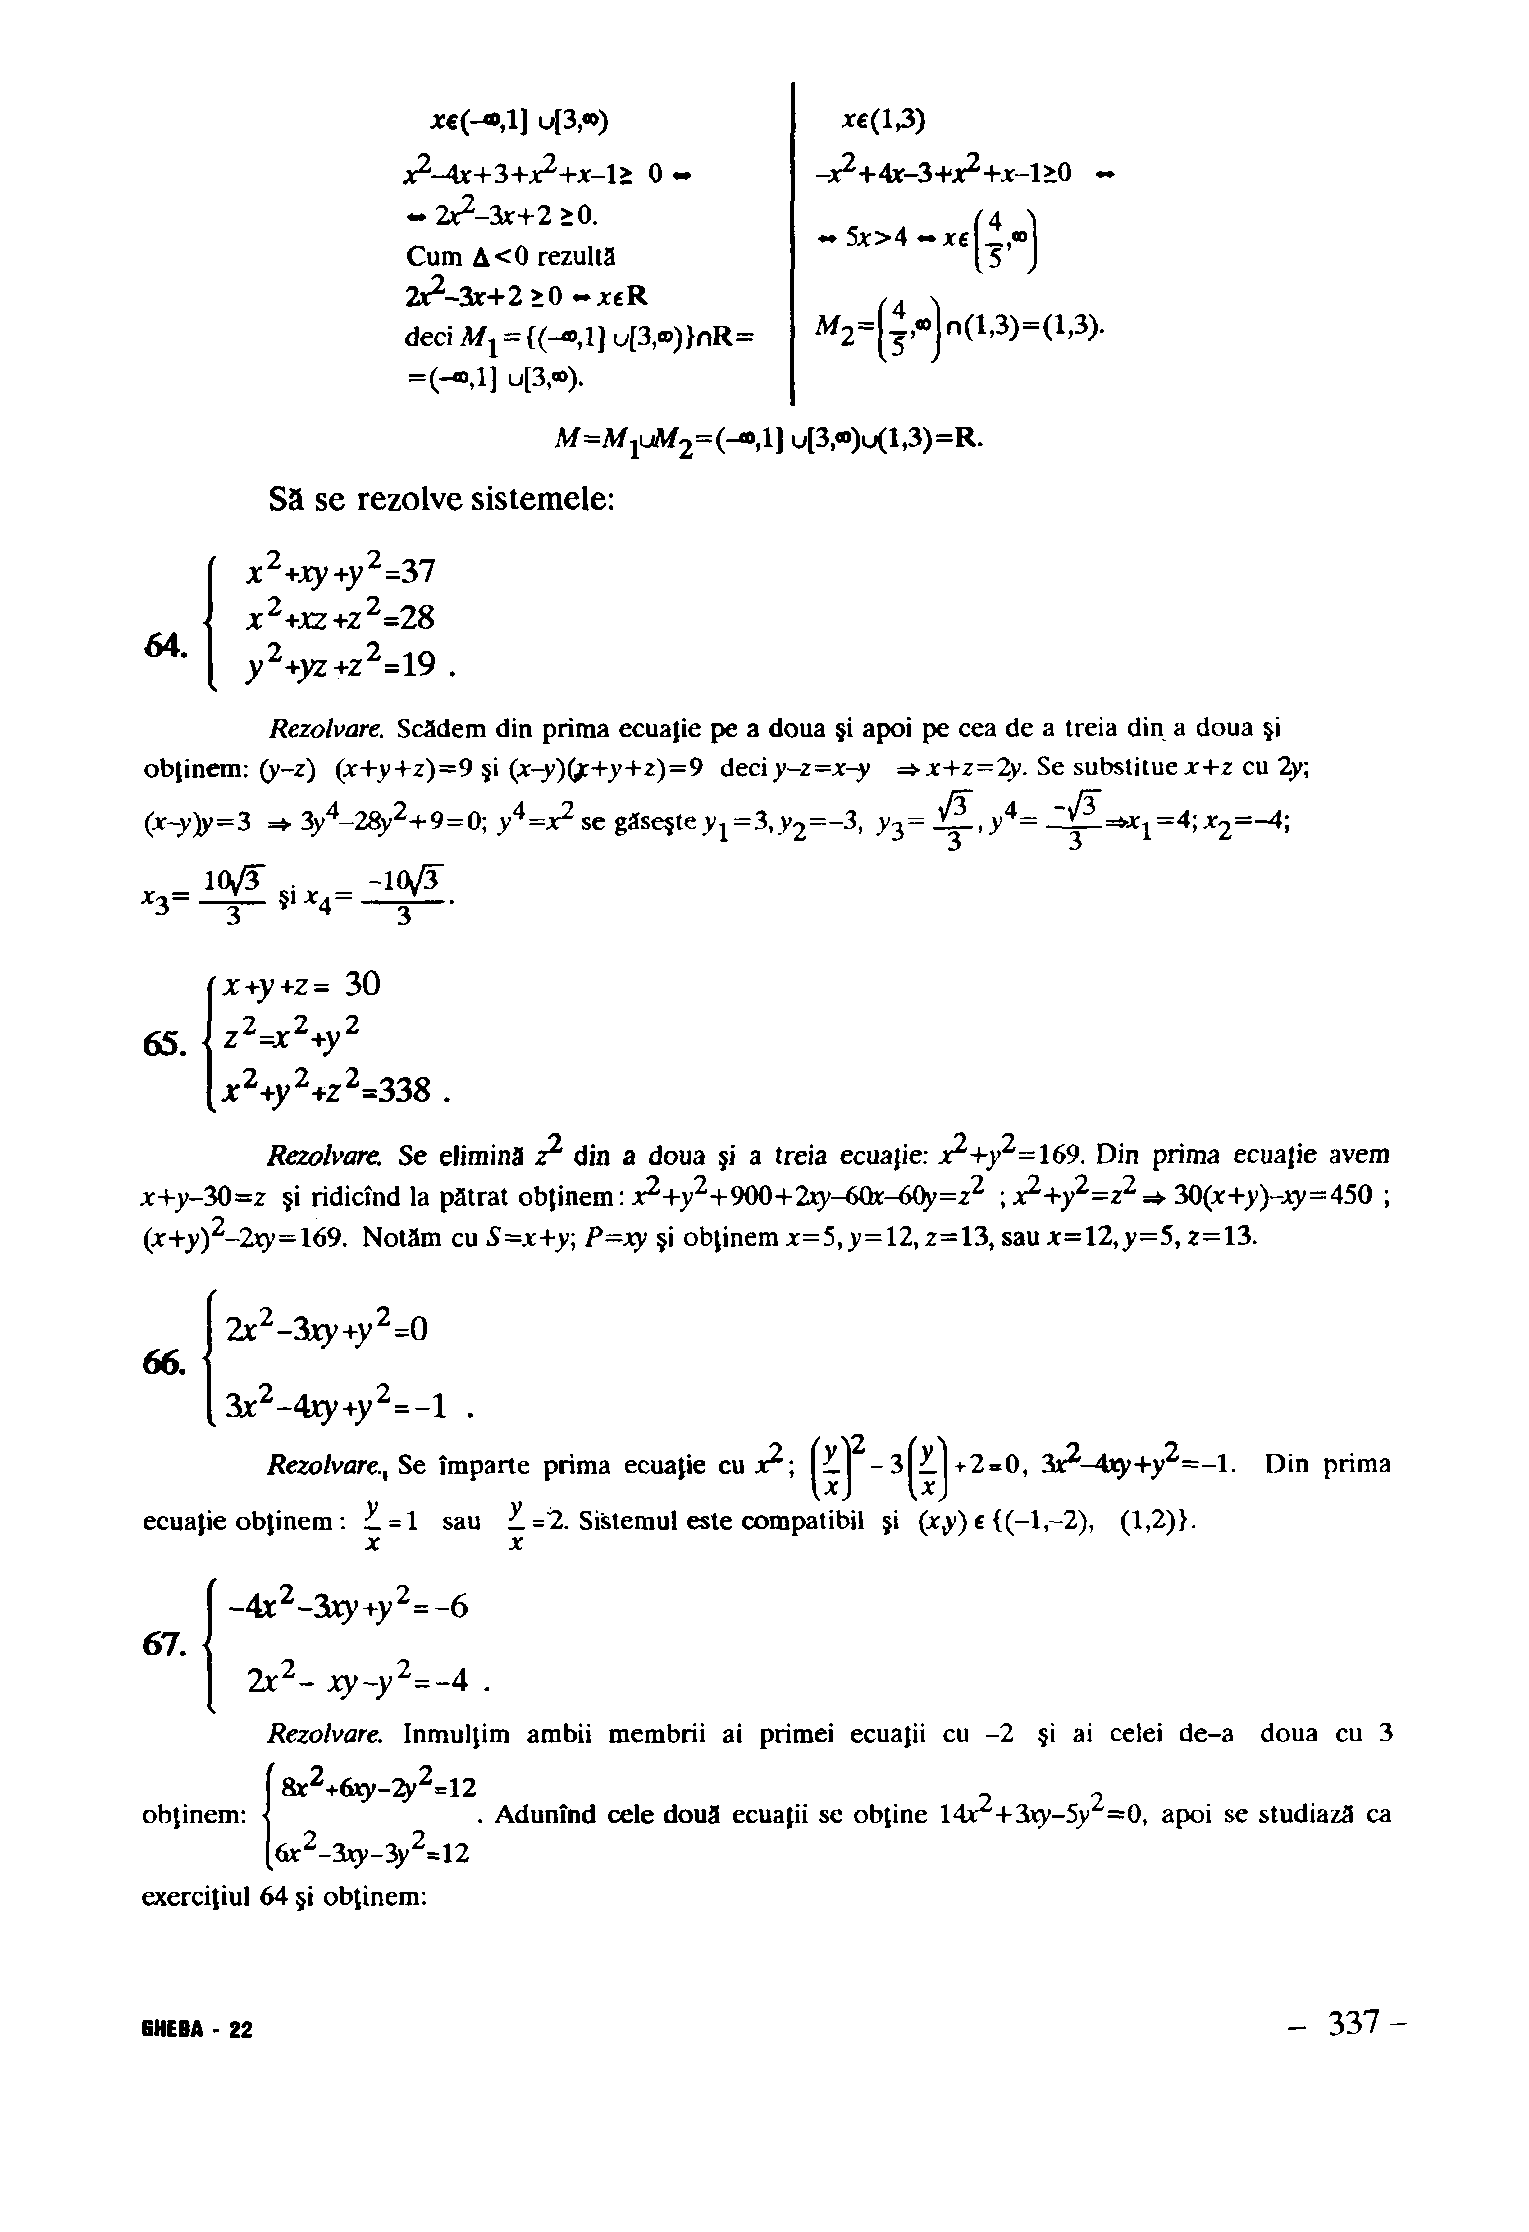 x∈(-∞,1] ∪[3,∞)
x²-4x+3+x²+x-1≥ 0 ⇔
⇔ 2x²-3x+2 ≥0.
Cum Δ<0 rezultă
2x²-3x+2 ≥0 ⇔ x∈R
deci M₁={(-∞,1] ∪[3,∞)}∩R=
=(-∞,1] ∪[3,∞).
x∈(1,3)
-x²+4x-3+x²+x-1≥0 ⇔
⇔ 5x>4 ⇔ x∈(4/5,∞)
M₂=(4/5,∞)∩(1,3)=(1,3).
M=M₁∪M₂=(-∞,1] ∪[3,∞)∪(1,3)=R.
Să se rezolve sistemele:
x²+xy+y²=37
x²+xz+z²=28
64.
y²+yz+z²=19 .
Rezolvare. Scădem din prima ecuaţie pe a doua şi apoi pe cea de a treia din a doua şi
obţinem: (y-z) (x+y+z)=9 şi (x-y)(x+y+z)=9 deci y-z=x-y ⇒ x+z=2y. Se substitue x+z cu 2y;
(x-y)y=3 ⇒ 3y⁴-28y²+9=0; y⁴=x² se găseşte y₁=3, y₂=-3, y₃= √3/3, y⁴= -√3/3 ⇒x₁=4; x₂=-4;
x₃= 10√3/3 şi x₄= -10√3/3.
x+y+z= 30
65. z²=x²+y²
x²+y²+z²=338 .
Rezolvare. Se elimină z² din a doua şi a treia ecuaţie: x²+y²=169. Din prima ecuaţie avem
x+y-30=z şi ridicînd la pătrat obţinem: x²+y²+900+2xy-60x-60y=z² ; x²+y²=z² ⇒ 30(x+y)-xy=450 ;
(x+y)²-2xy=169. Notăm cu S=x+y; P=xy şi obţinem x=5, y=12, z=13, sau x=12, y=5, z=13.
2x²-3xy+y²=0
66.
3x²-4xy+y²=-1 .
Rezolvare., Se împarte prima ecuaţie cu x²; (y/x)²-3(y/x)+2=0, 3x²-4xy+y²=-1. Din prima
ecuaţie obţinem : y/x=1 sau y/x=2. Sistemul este compatibil şi (x,y) ∈ {(-1,-2), (1,2)}.
-4x²-3xy+y²=-6
67.
2x²- xy-y²=-4 .
Rezolvare. Inmulţim ambii membrii ai primei ecuaţii cu -2 şi ai celei de-a doua cu 3
8x²+6xy-2y²=12
obţinem: . Adunînd cele două ecuaţii se obţine 14x²+3xy-5y²=0, apoi se studiază ca
6x²-3xy-3y²=12
exerciţiul 64 şi obţinem:
GHEBA - 22
- 337 -